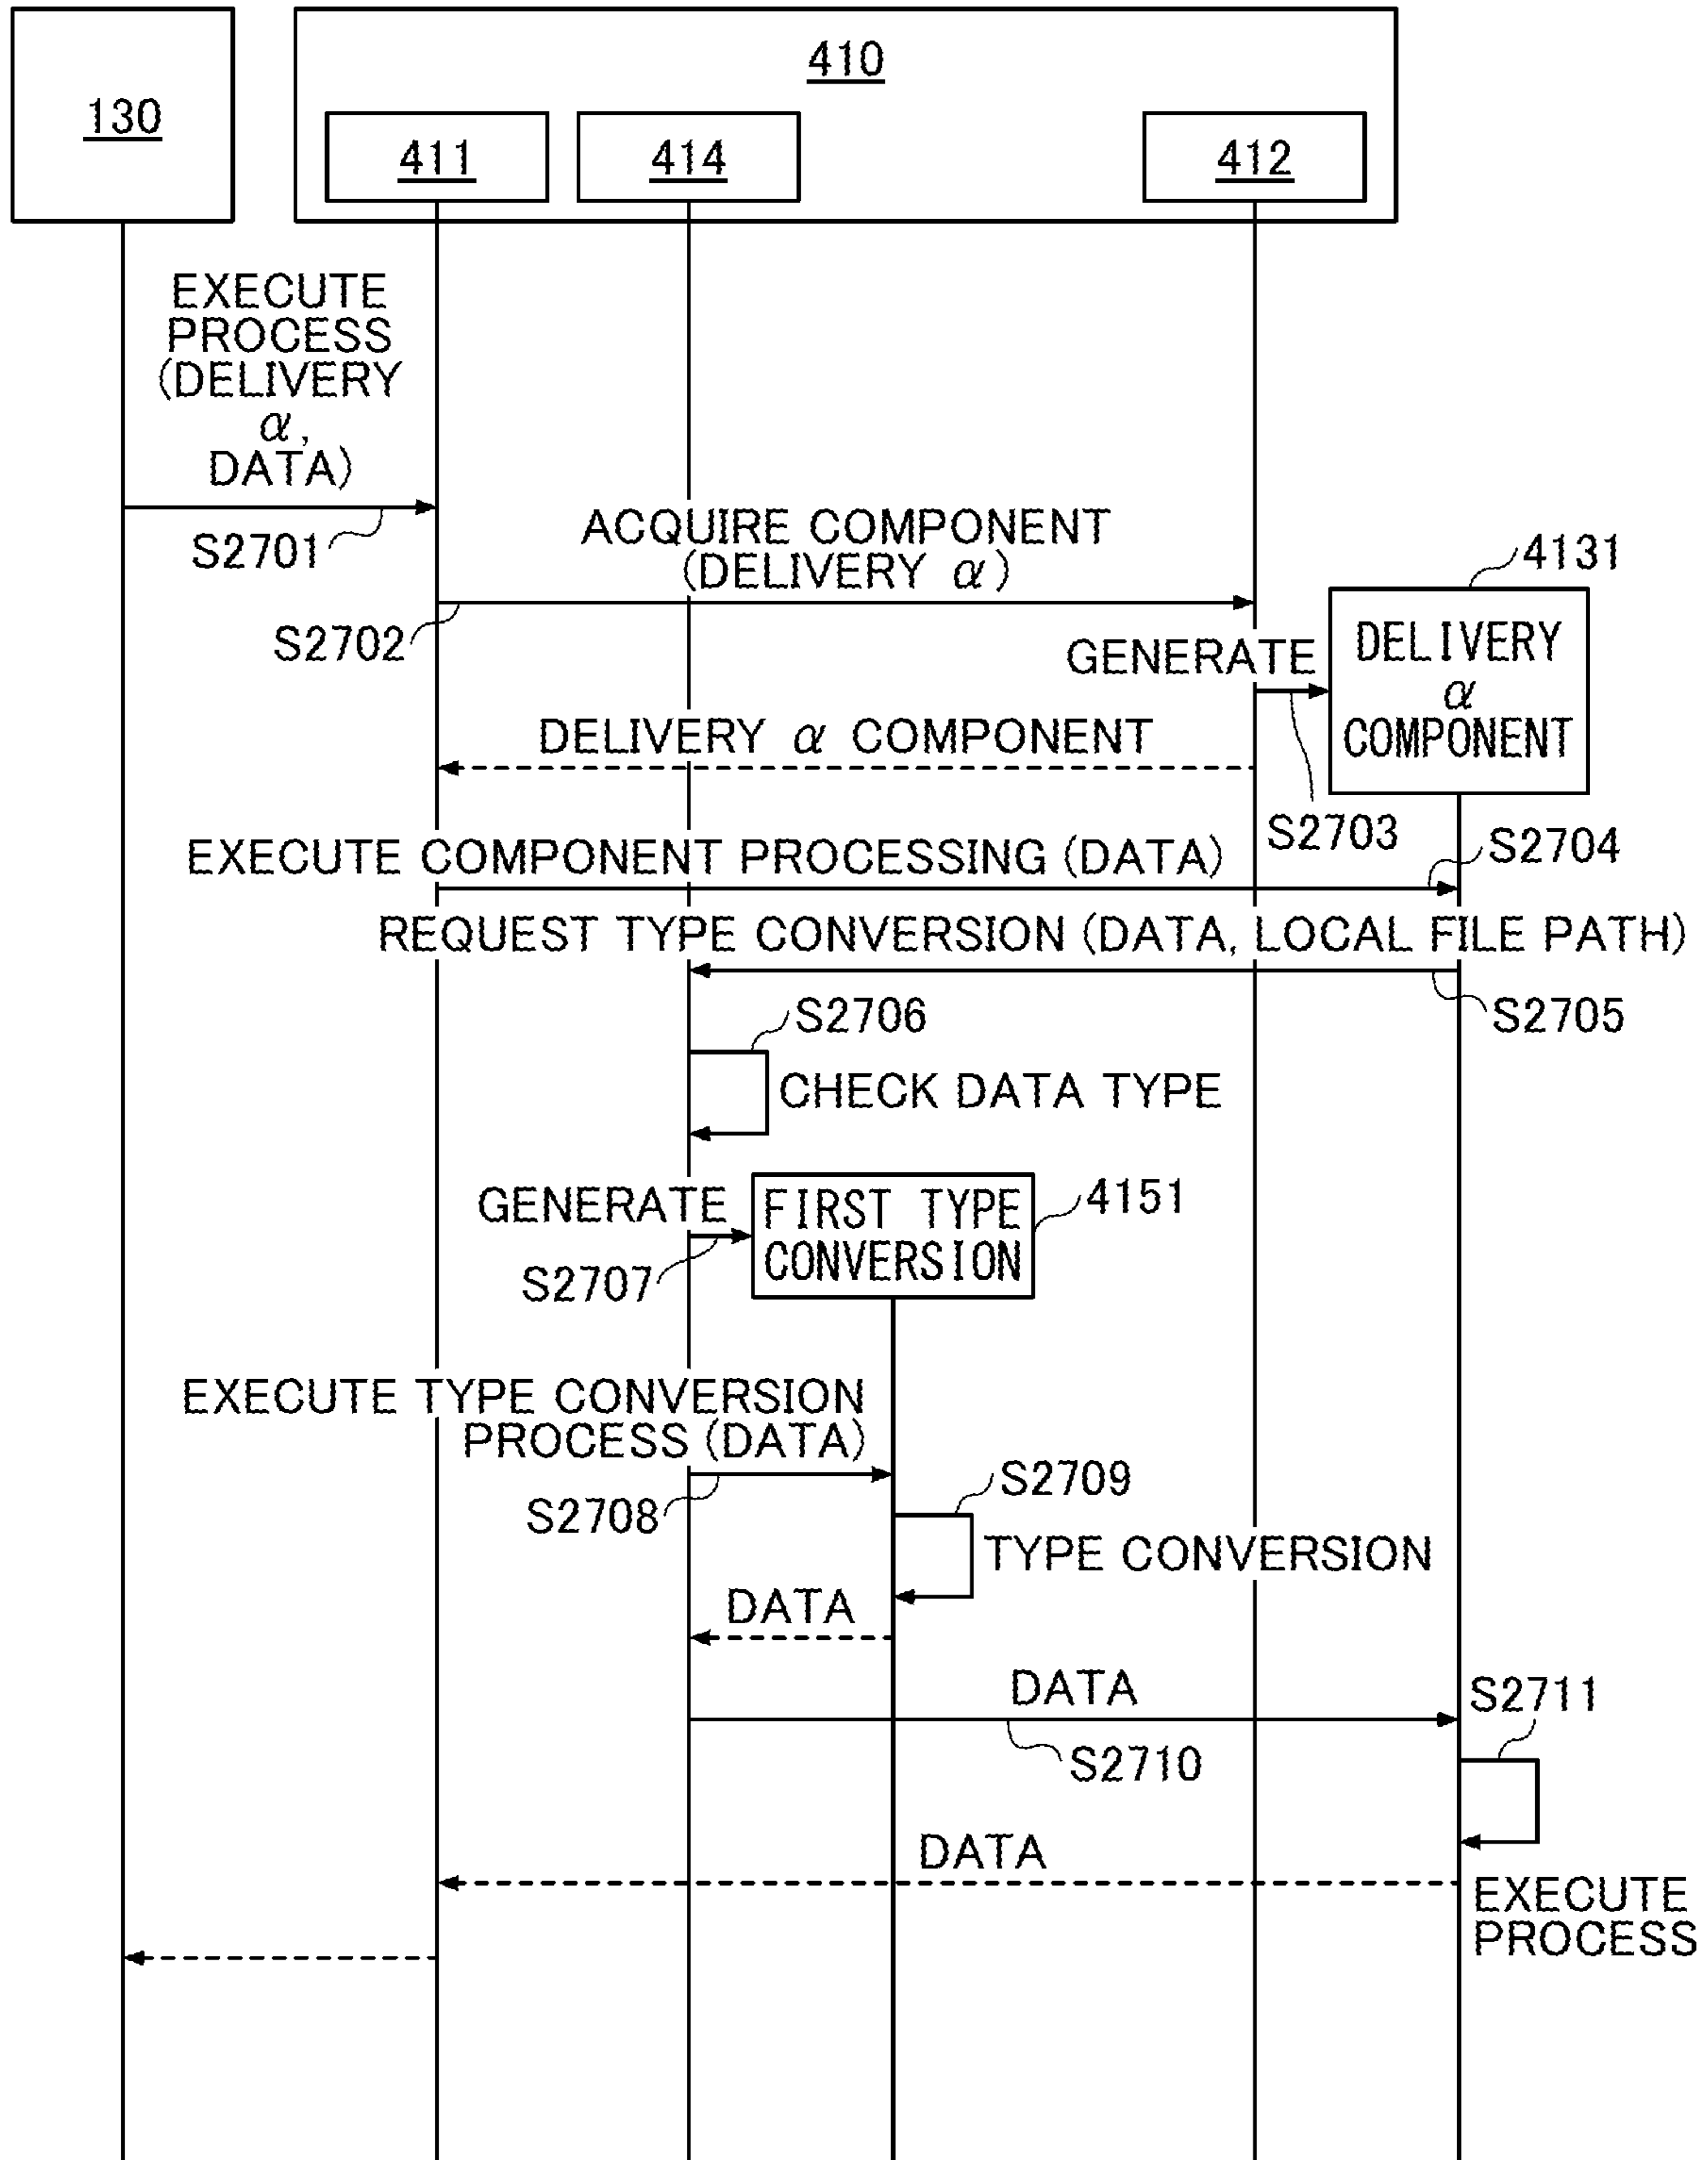 130
410
411
414
412
EXECUTE
PROCESS
(DELIVERY
α,
DATA)
S2701
ACQUIRE COMPONENT
(DELIVERY α)
S2702
4131
GENERATE
DELIVERY
α
COMPONENT
S2703
DELIVERY α COMPONENT
EXECUTE COMPONENT PROCESSING (DATA)
S2704
REQUEST TYPE CONVERSION (DATA, LOCAL FILE PATH)
S2705
S2706
CHECK DATA TYPE
GENERATE
S2707
FIRST TYPE
CONVERSION
4151
EXECUTE TYPE CONVERSION
PROCESS (DATA)
S2708
S2709
TYPE CONVERSION
DATA
DATA
S2710
S2711
DATA
EXECUTE
PROCESS